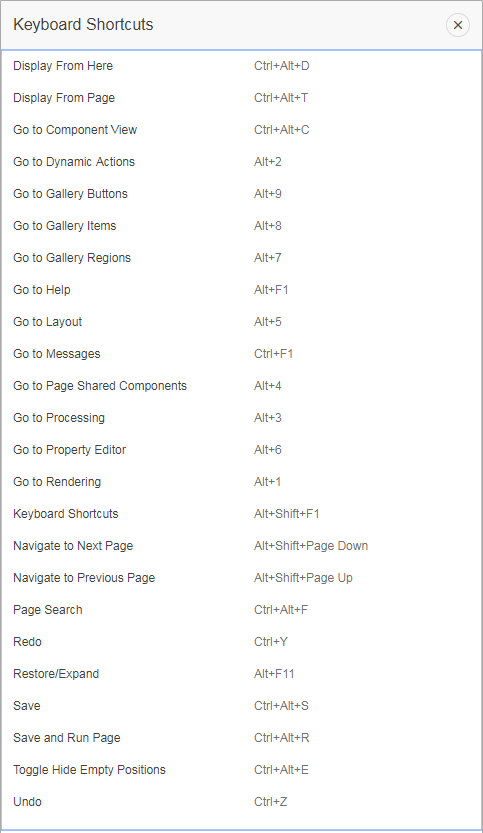 Keyboard Shortcuts
Display From Here Ctrl+Alt+D
Display From Page Ctrl+Alt+T
Go to Component View Ctrl+Alt+C
Go to Dynamic Actions Alt+2
Go to Gallery Buttons Alt+9
Go to Gallery Items Alt+8
Go to Gallery Regions Alt+7
Go to Help Alt+F1
Go to Layout Alt+5
Go to Messages Ctrl+F1
Go to Page Shared Components Alt+4
Go to Processing Alt+3
Go to Property Editor Alt+6
Go to Rendering Alt+1
Keyboard Shortcuts Alt+Shift+F1
Navigate to Next Page Alt+Shift+Page Down
Navigate to Previous Page Alt+Shift+Page Up
Page Search Ctrl+Alt+F
Redo Ctrl+Y
Restore/Expand Alt+F11
Save Ctrl+Alt+S
Save and Run Page Ctrl+Alt+R
Toggle Hide Empty Positions Ctrl+Alt+E
Undo Ctrl+Z